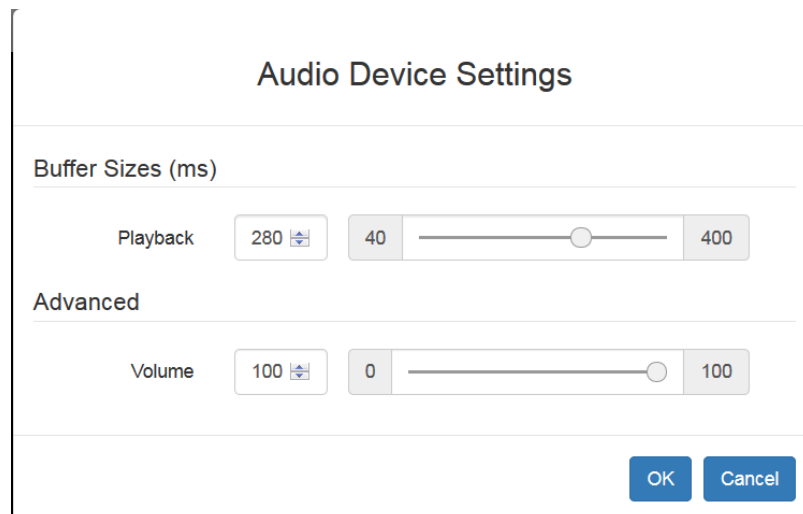 Audio Device Settings
Buffer Sizes (ms)
Playback 280 40 400
Advanced
Volume 100 0 100
OK Cancel